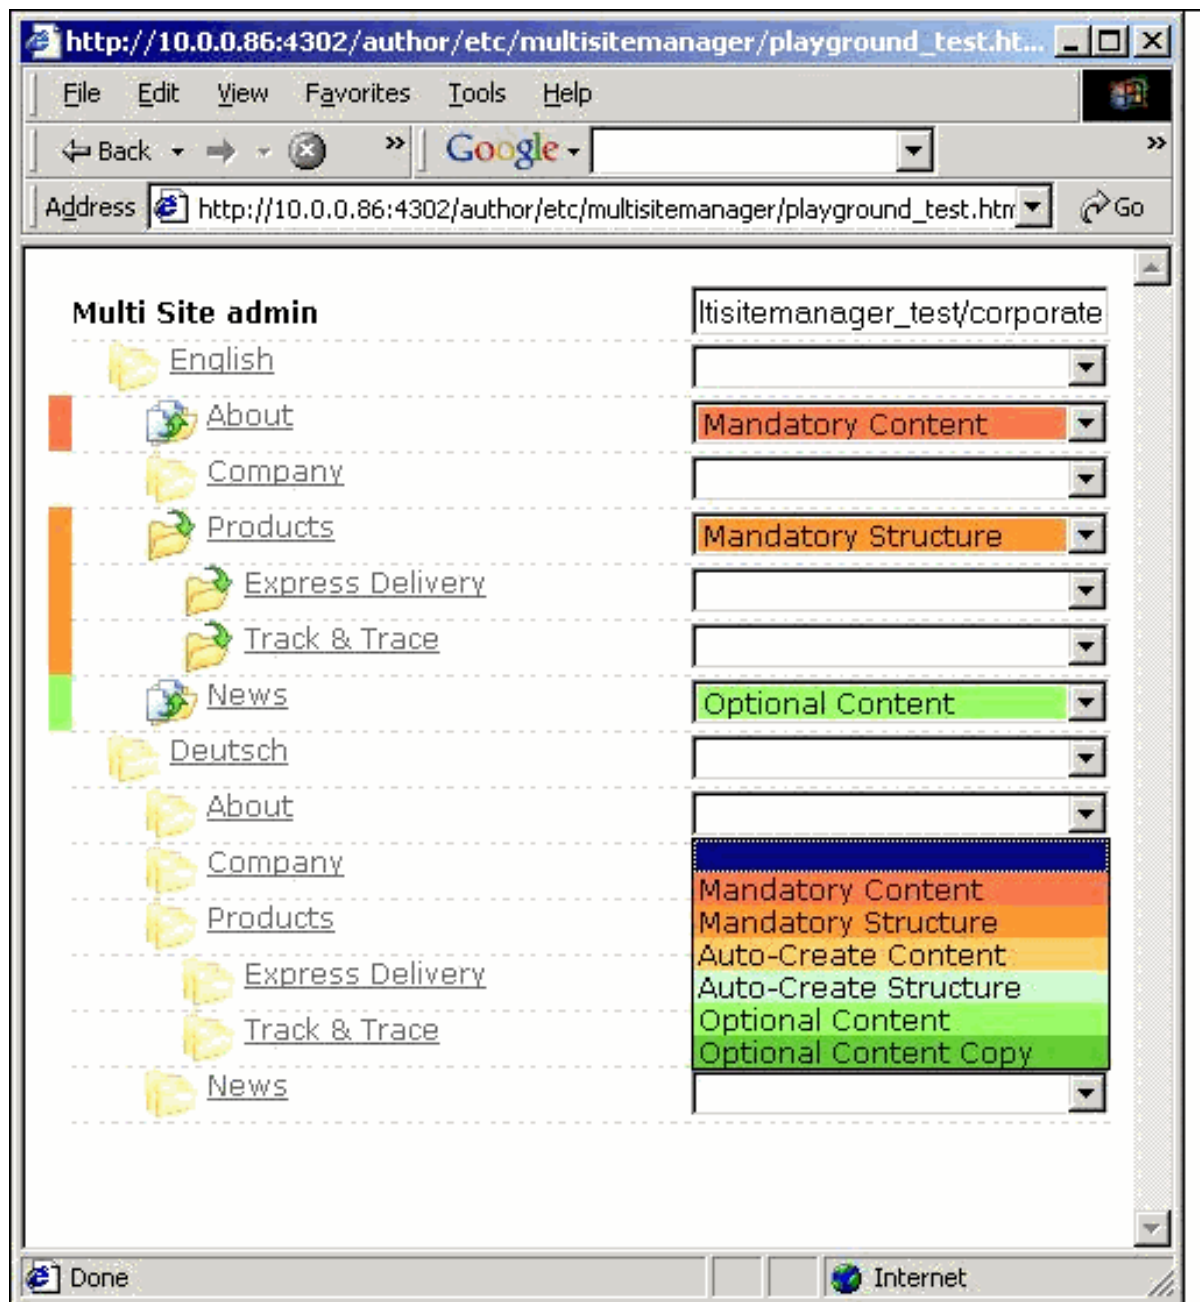 http://10.0.0.86:4302/author/etc/multisitemanager/playground_test.ht...
File Edit View Favorites Tools Help
Back » Google »
Address http://10.0.0.86:4302/author/etc/multisitemanager/playground_test.htm Go
Multi Site admin ltisitemanager_test/corporate
English
About Mandatory Content
Company
Products Mandatory Structure
Express Delivery
Track & Trace
News Optional Content
Deutsch
About
Company
Mandatory Content
Products Mandatory Structure
Auto-Create Content
Express Delivery Auto-Create Structure
Optional Content
Track & Trace Optional Content Copy
News
Done Internet